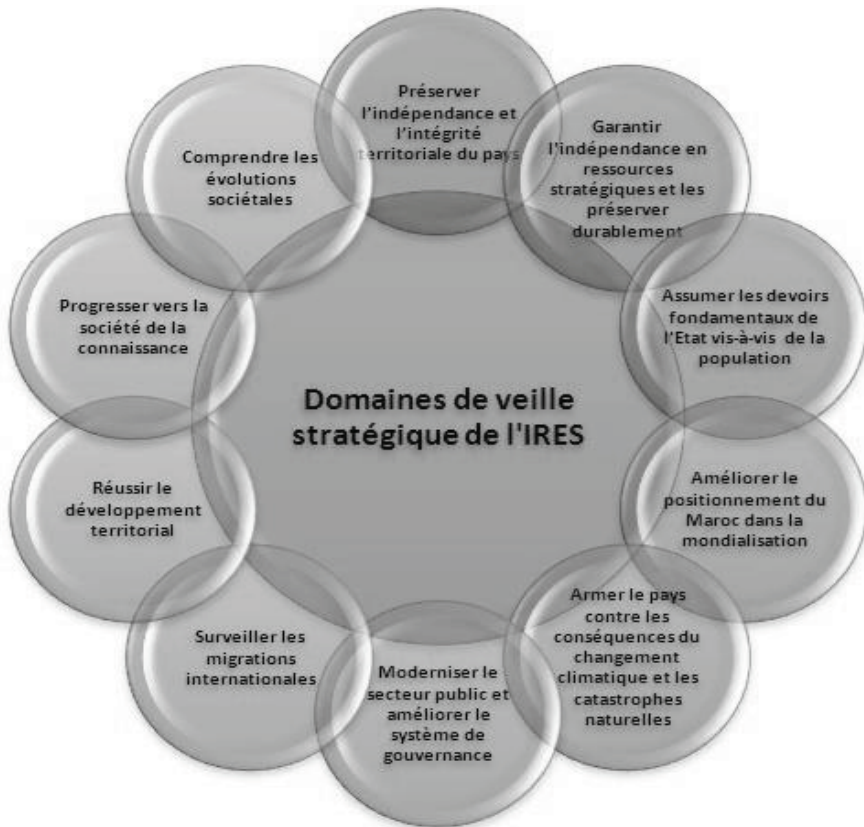 Préserver
l'indépendance et
l'intégrité
territoriale du pays
Garantir
l'indépendance en
ressources
stratégiques et les
préserver
durablement
Assumer les devoirs
fondamentaux de
l'Etat vis-à-vis de la
population
Améliorer le
positionnement du
Maroc dans la
mondialisation
Armer le pays
contre les
conséquences du
changement
climatique et les
catastrophes
naturelles
Moderniser le
secteur public et
améliorer le
système de
gouvernance
Surveiller les
migrations
internationales
Réussir le
développement
territorial
Progresser vers la
société de la
connaissance
Comprendre les
évolutions
sociétales
Domaines de veille
stratégique de l'IRES